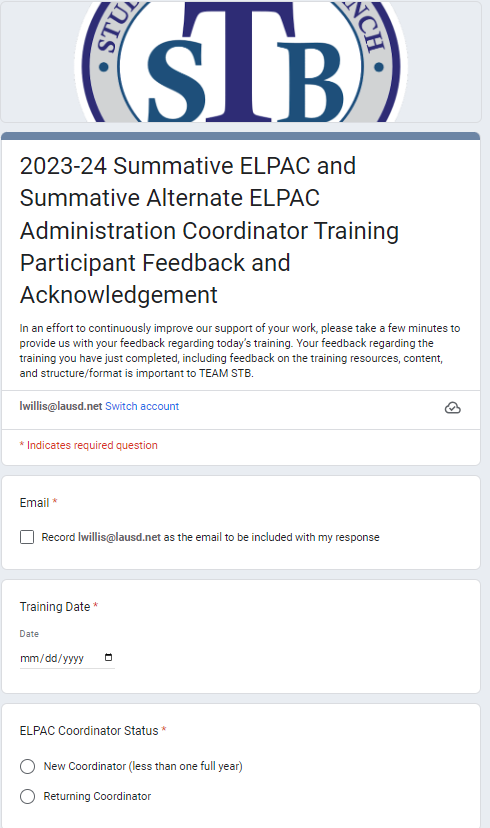 STU
NCH
STB
2023-24 Summative ELPAC and
Summative Alternate ELPAC
Administration Coordinator Training
Participant Feedback and
Acknowledgement
In an effort to continuously improve our support of your work, please take a few minutes to
provide us with your feedback regarding today's training. Your feedback regarding the
training you have just completed, including feedback on the training resources, content,
and structure/format is important to TEAM STB.
lwillis@lausd.net Switch account
* Indicates required question
Email *
Record lwillis@lausd.net as the email to be included with my response
Training Date *
Date
mm/dd/yyyy
ELPAC Coordinator Status *
New Coordinator (less than one full year)
Returning Coordinator